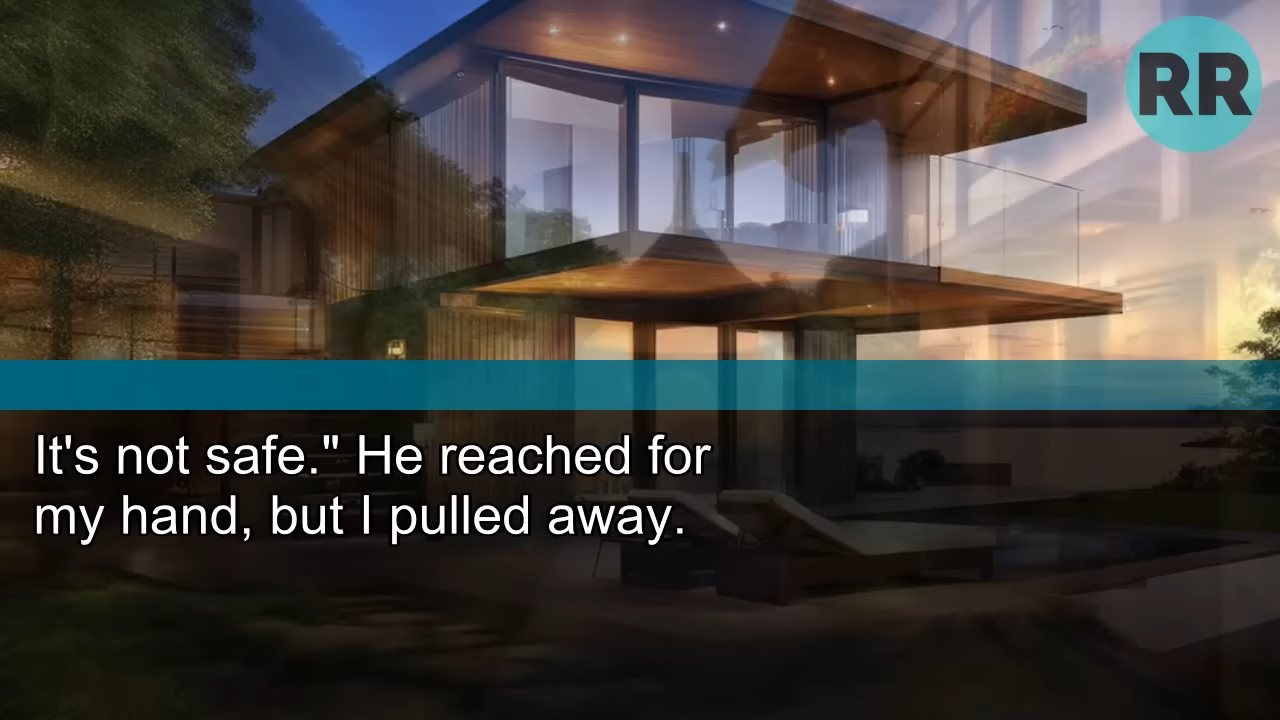 RR
It's not safe." He reached for
my hand, but I pulled away.